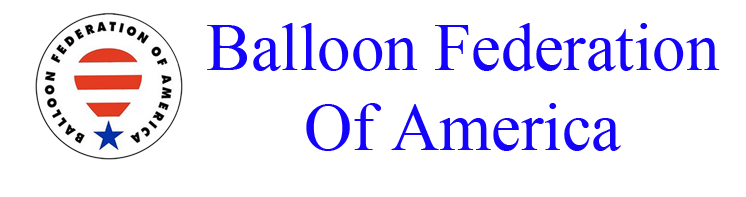 BALLOON FEDERATION OF AMERICA
Balloon Federation
Of America